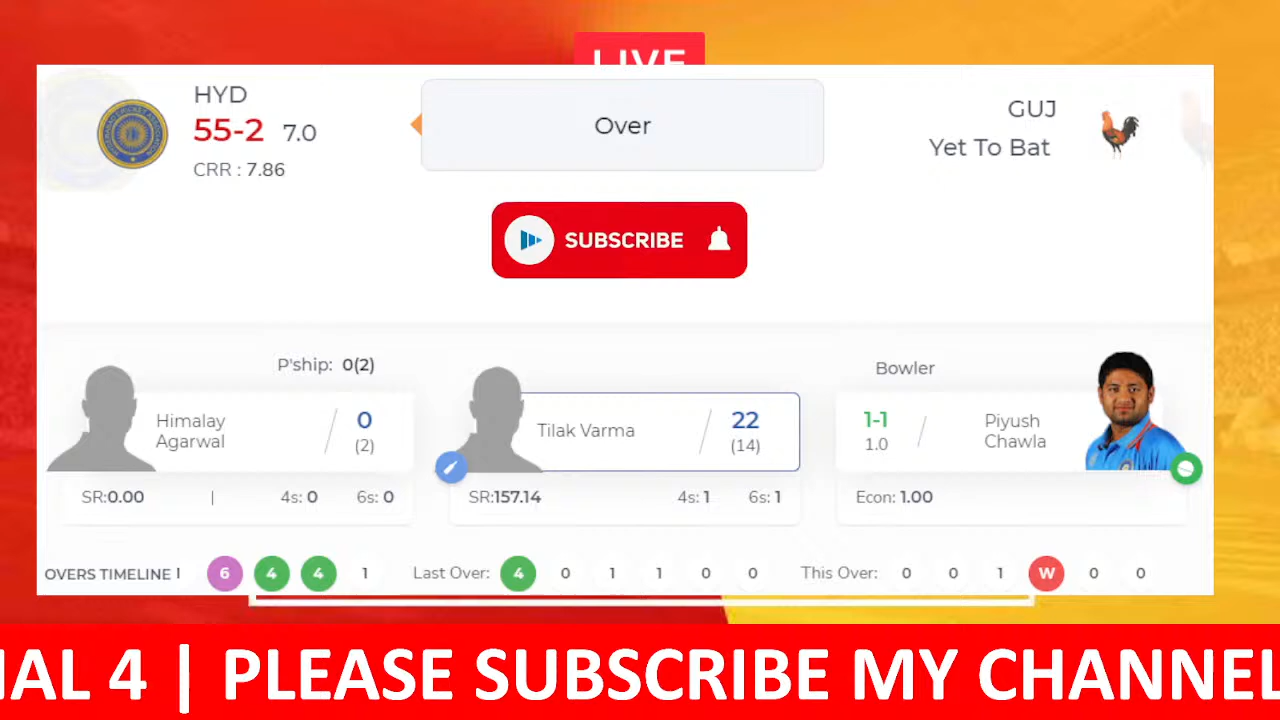 LIVE
HYD
55-2 7.0
CRR : 7.86
Over
GUJ
Yet To Bat
SUBSCRIBE
P'ship: 0(2)
Himalay
Agarwal
0
(2)
SR:0.00 | 4s: 0 6s: 0
Tilak Varma
22
(14)
SR:157.14 4s: 1 6s: 1
Bowler
1-1
1.0
Piyush
Chawla
Econ: 1.00
OVERS TIMELINE 6 4 4 1 Last Over: 4 0 1 1 0 0 This Over: 0 0 1 W 0 0
IAL 4 | PLEASE SUBSCRIBE MY CHANNEL